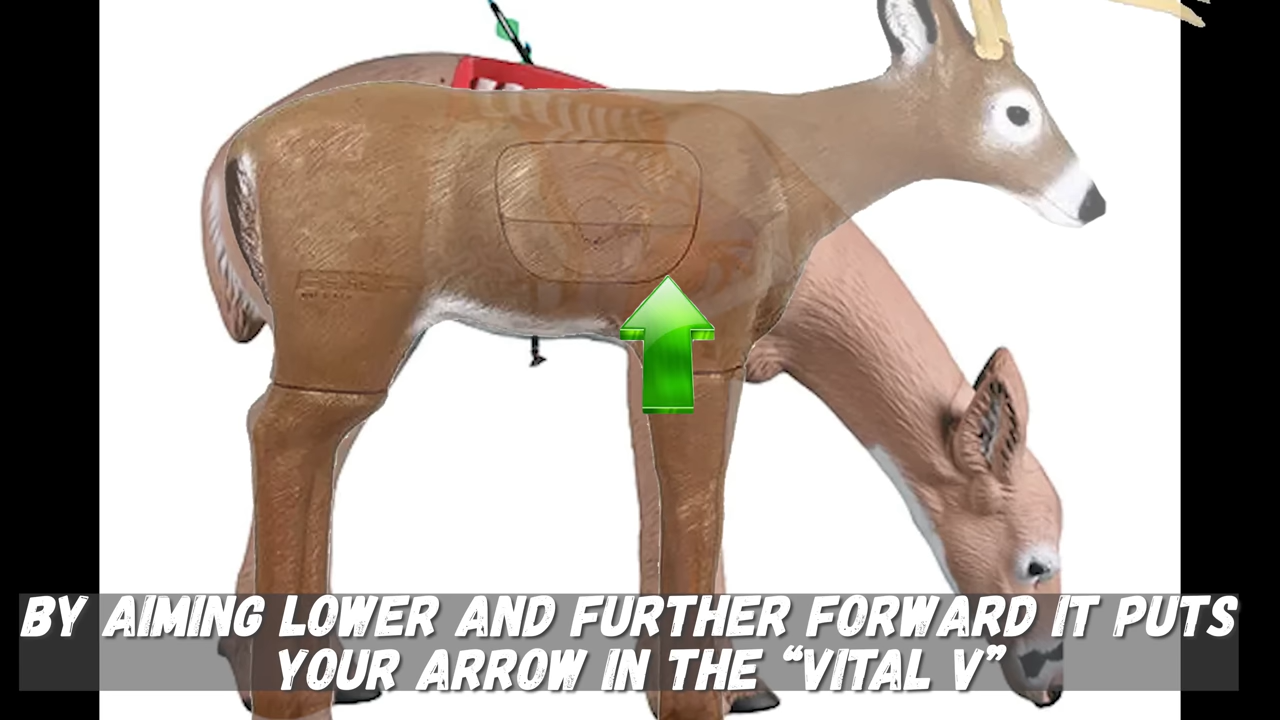 BY AIMING LOWER AND FURTHER FORWARD IT PUTS
YOUR ARROW IN THE “VITAL V”